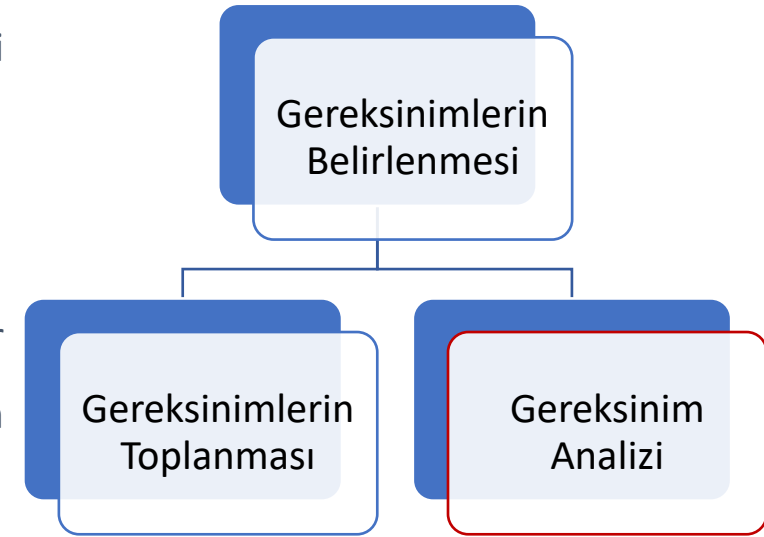 Gereksinimlerin
Belirlenmesi
Gereksinimlerin
Toplanması
Gereksinim
Analizi